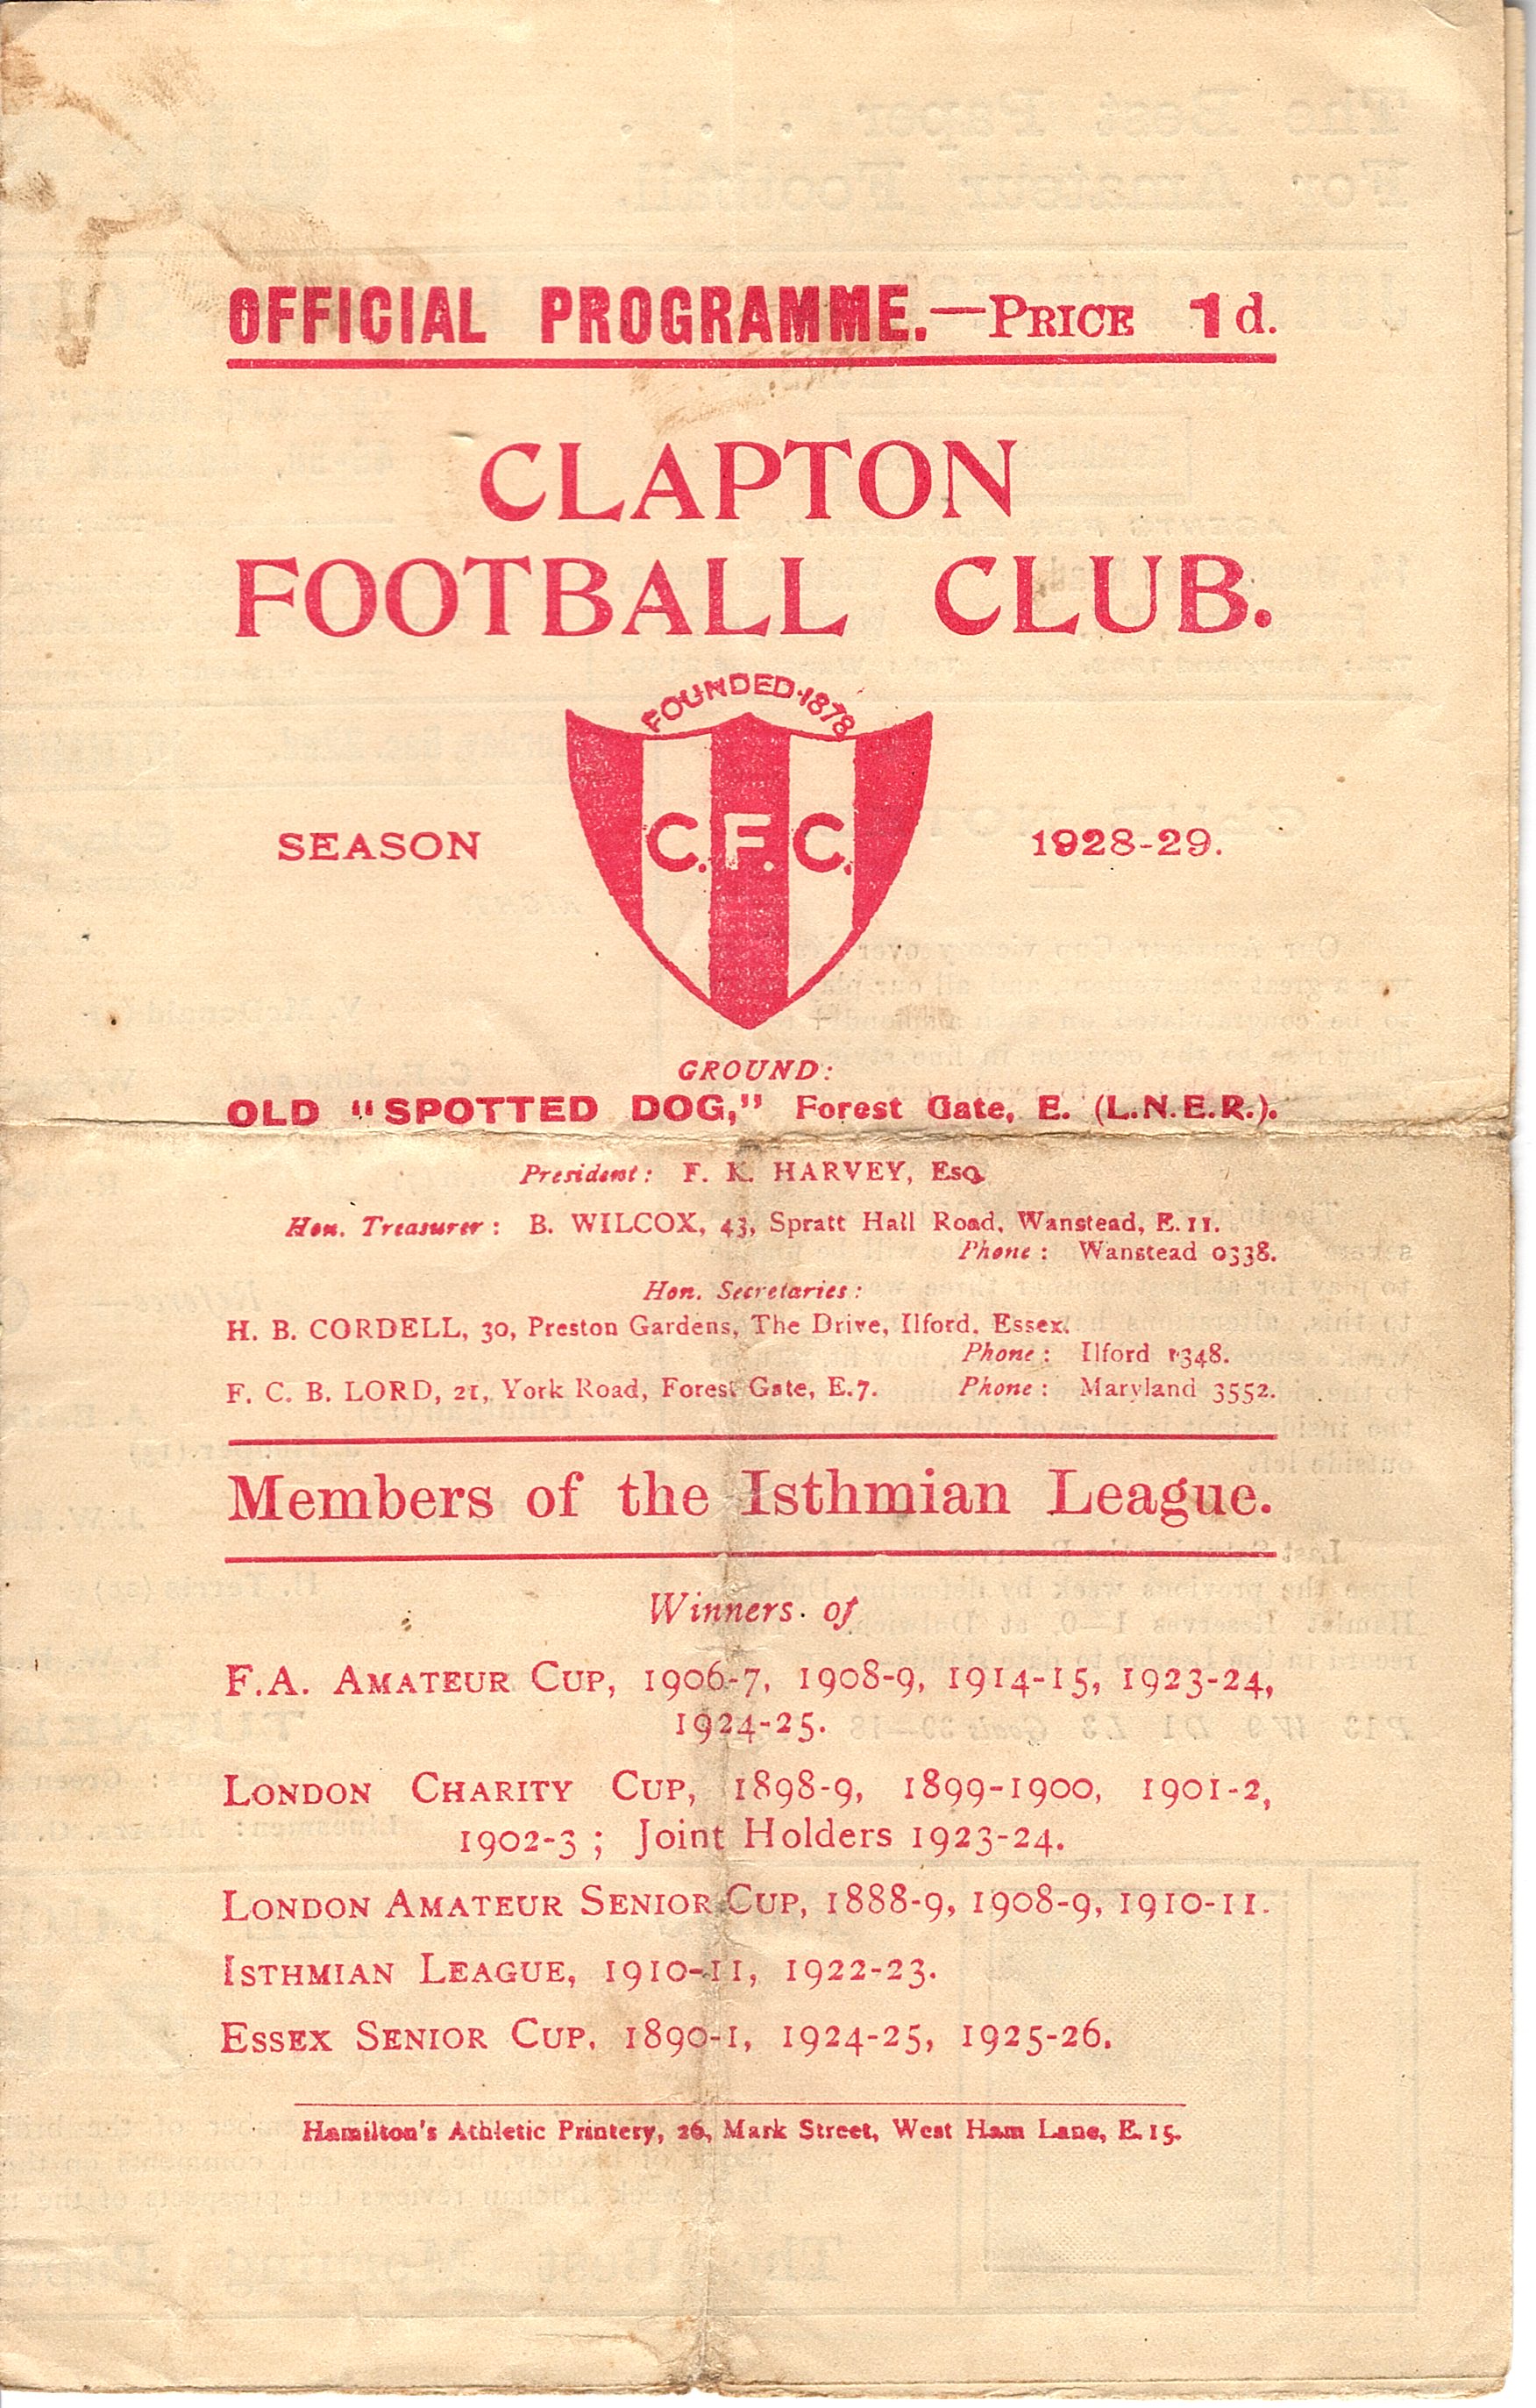 OFFICIAL PROGRAMME.—PRICE 1d.
CLAPTON
FOOTBALL CLUB.
FOUNDED·1878
SEASON
C.F.C.
1928-29.
GROUND:
OLD "SPOTTED DOG," Forest Gate, E. (L.N.E.R.).
President: F. K. HARVEY, Esq.
Hon. Treasurer: B. WILCOX, 43, Spratt Hall Road, Wanstead, E.11.
Phone: Wanstead 0338.
Hon. Secretaries:
H. B. CORDELL, 30, Preston Gardens, The Drive, Ilford, Essex.
Phone: Ilford 1348.
F. C. B. LORD, 21, York Road, Forest Gate, E.7. Phone: Maryland 3552.
Members of the Isthmian League.
Winners of
F.A. AMATEUR CUP, 1906-7, 1908-9, 1914-15, 1923-24,
1924-25.
LONDON CHARITY CUP, 1898-9, 1899-1900, 1901-2,
1902-3; Joint Holders 1923-24.
LONDON AMATEUR SENIOR CUP, 1888-9, 1908-9, 1910-11.
ISTHMIAN LEAGUE, 1910-11, 1922-23.
ESSEX SENIOR CUP, 1890-1, 1924-25, 1925-26.
Hamilton's Athletic Printery, 26, Mark Street, West Ham Lane, E.15.